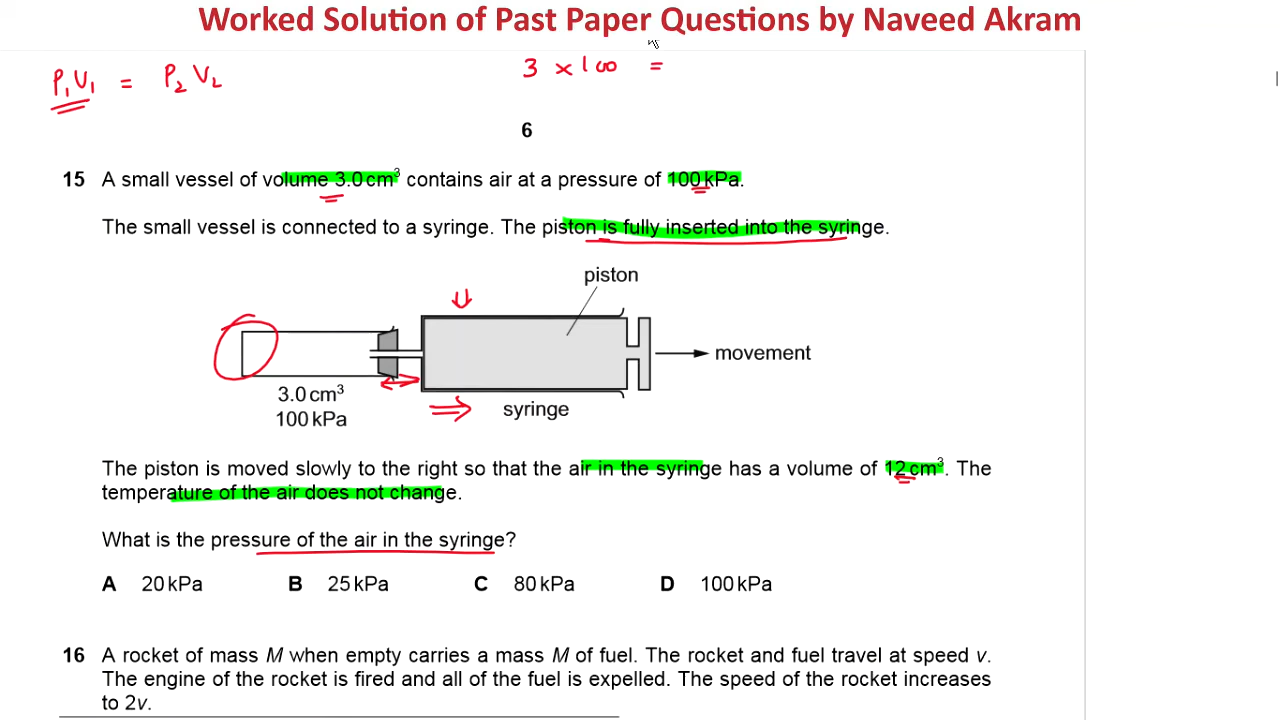 Worked Solution of Past Paper Questions by Naveed Akram
P₁V₁ = P₂V₂
3 × 100 =
6
15 A small vessel of volume 3.0 cm³ contains air at a pressure of 100 kPa.
The small vessel is connected to a syringe. The piston is fully inserted into the syringe.
piston
movement
3.0 cm³
100 kPa
syringe
The piston is moved slowly to the right so that the air in the syringe has a volume of 12 cm³. The
temperature of the air does not change.
What is the pressure of the air in the syringe?
A 20 kPa B 25 kPa C 80 kPa D 100 kPa
16 A rocket of mass M when empty carries a mass M of fuel. The rocket and fuel travel at speed v.
The engine of the rocket is fired and all of the fuel is expelled. The speed of the rocket increases
to 2v.